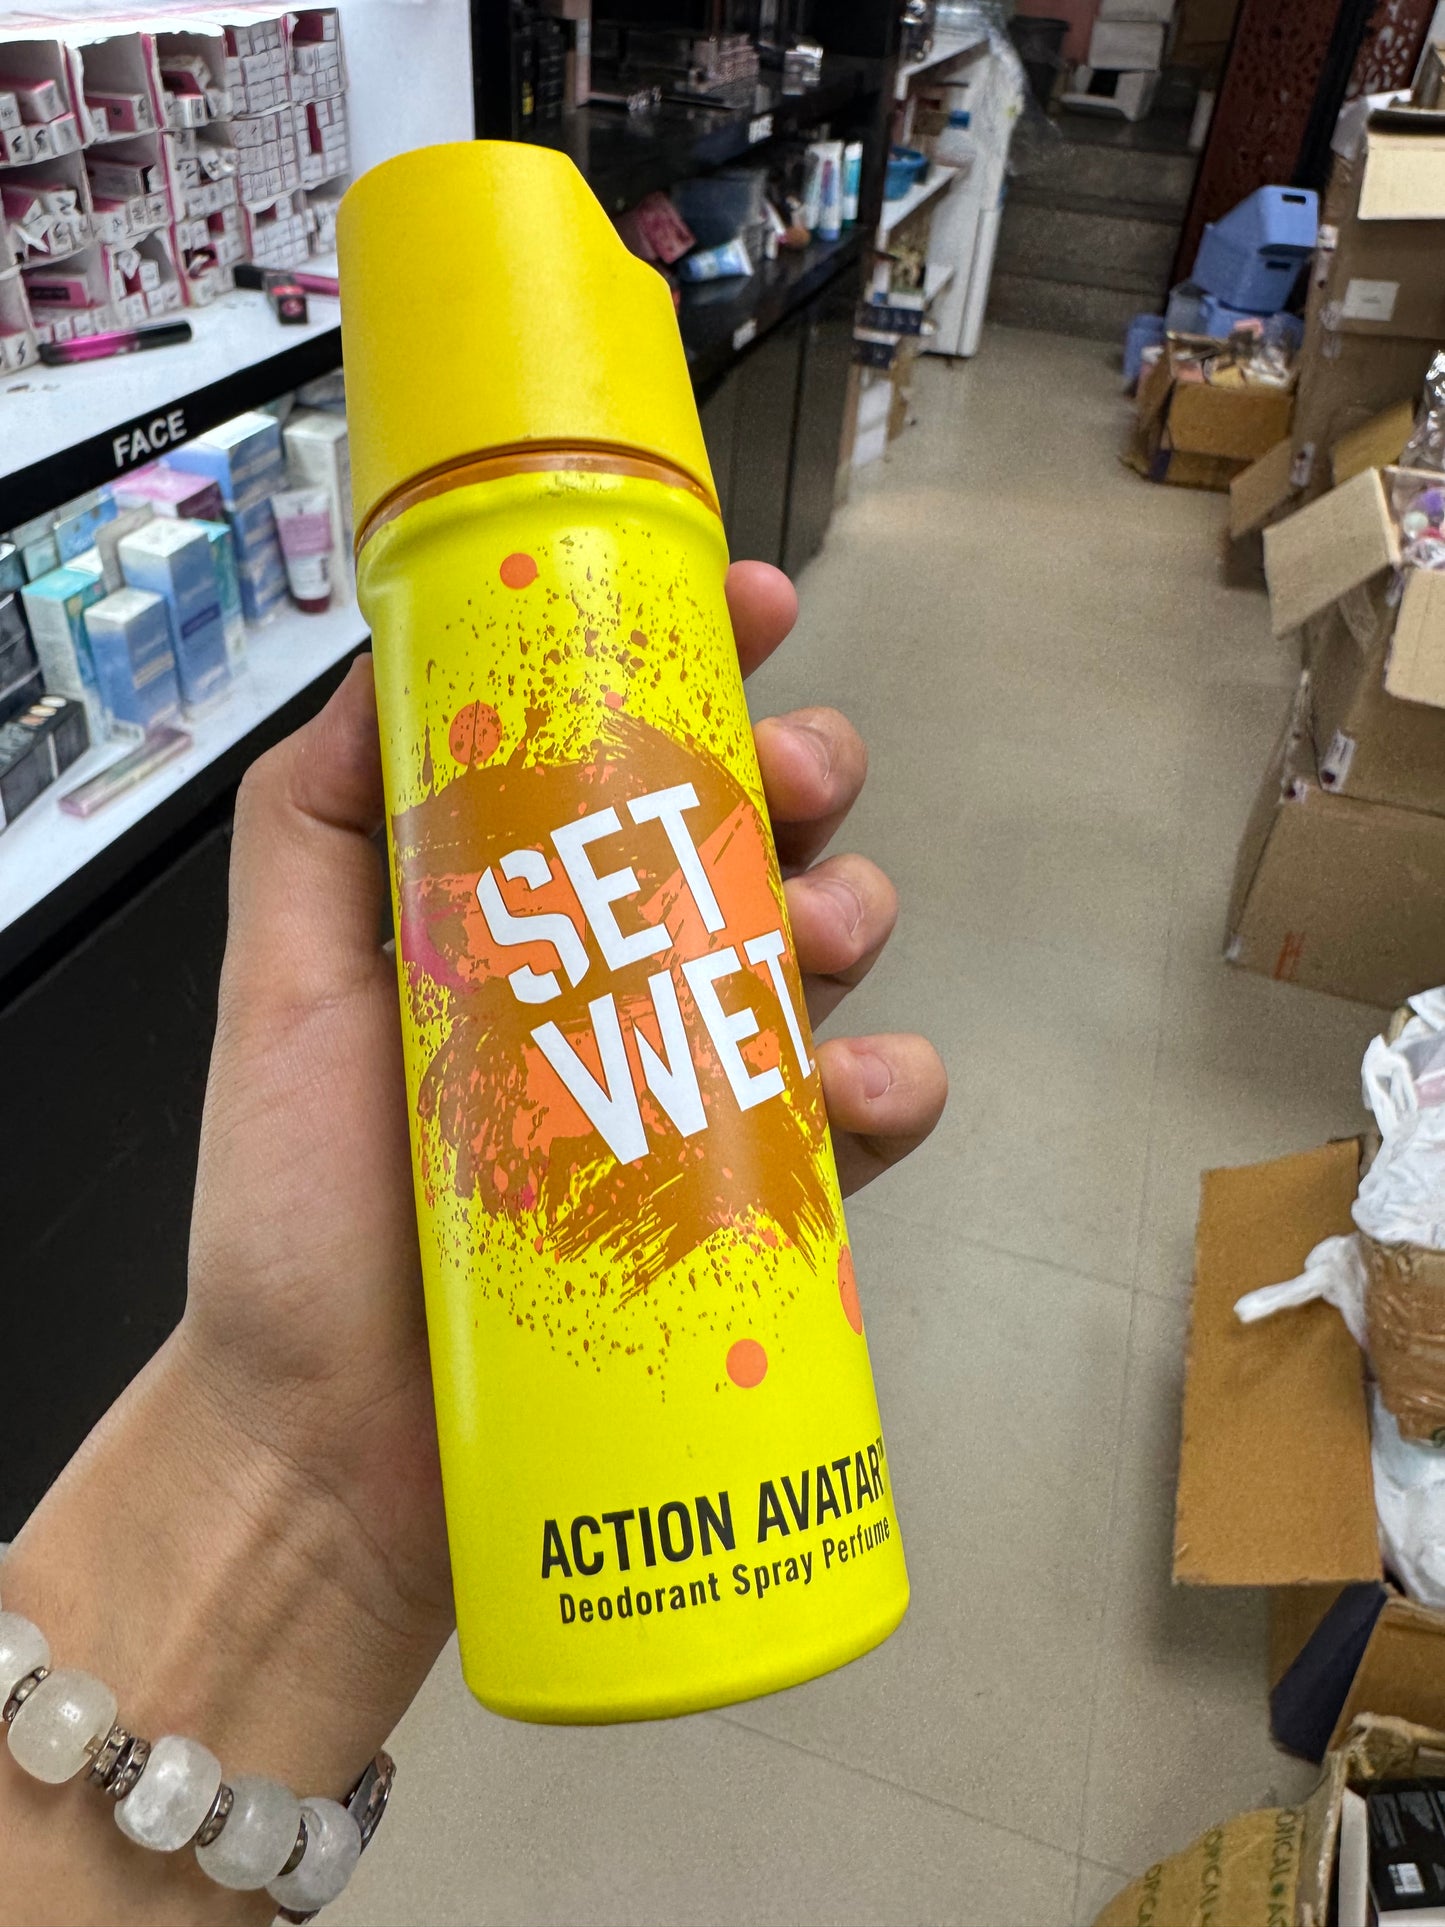 FACE
SET
WET
ACTION AVATAR™
Deodorant Spray Perfume